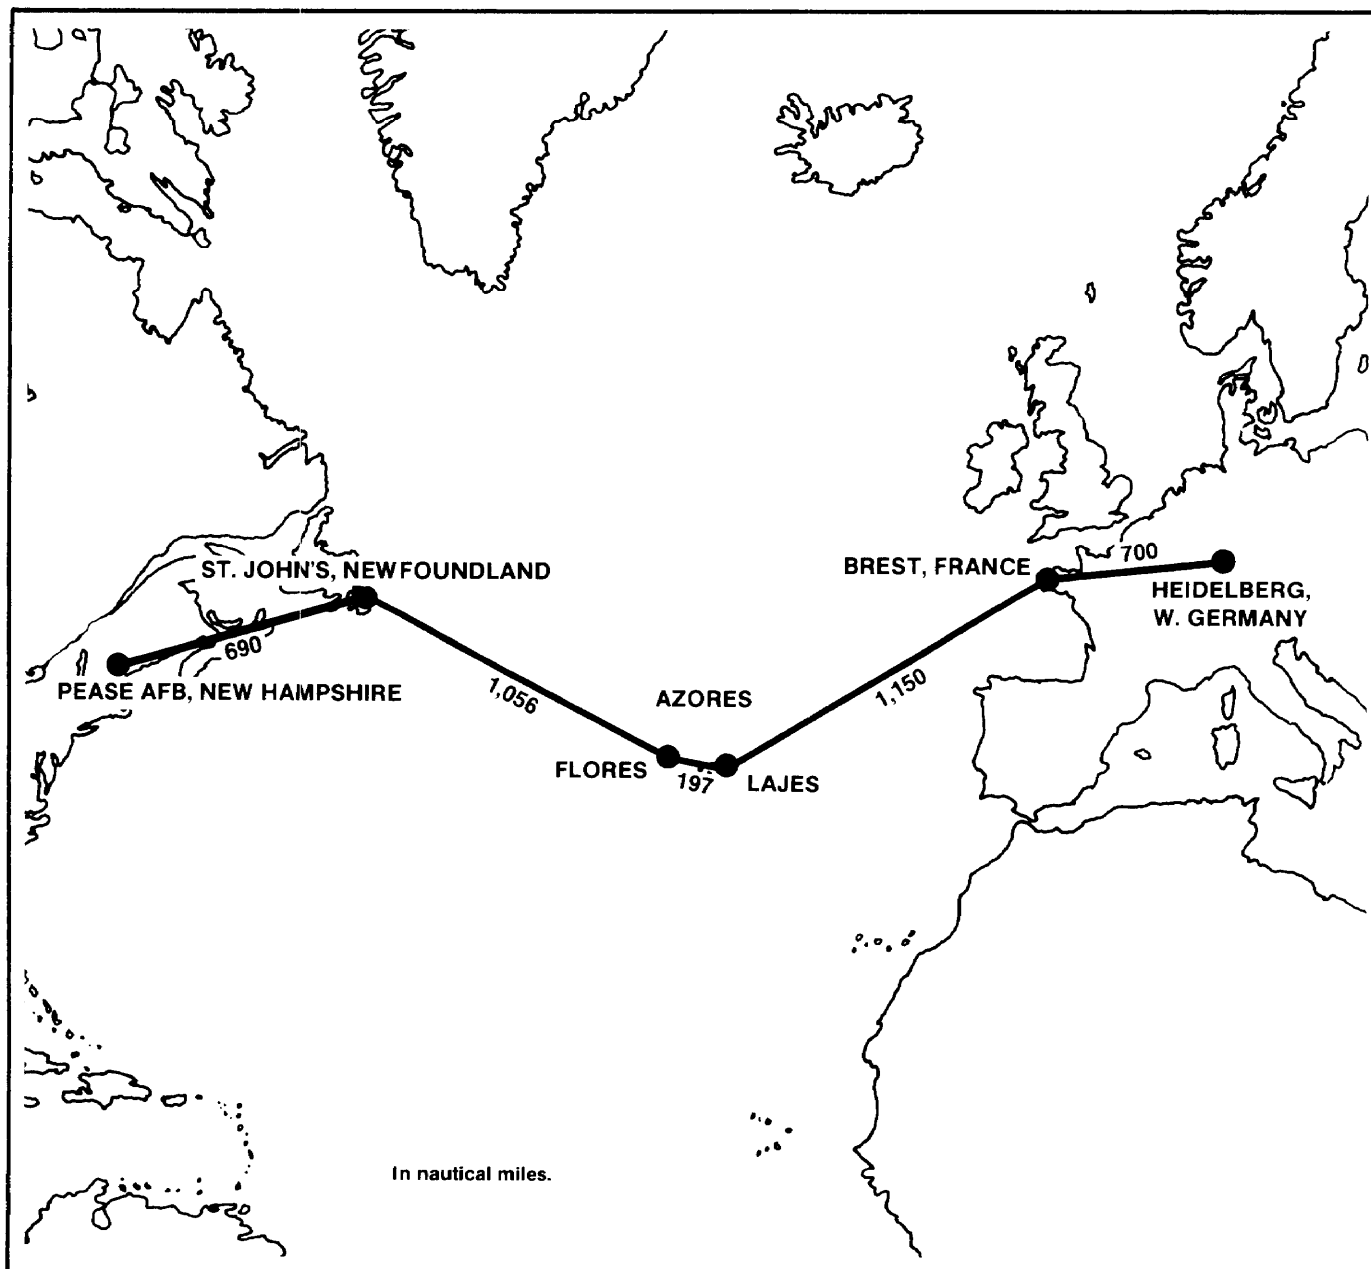 ST. JOHN'S, NEWFOUNDLAND
690
PEASE AFB, NEW HAMPSHIRE
1,056
AZORES
FLORES
197
LAJES
1,150
BREST, FRANCE
700
HEIDELBERG,
W. GERMANY
In nautical miles.